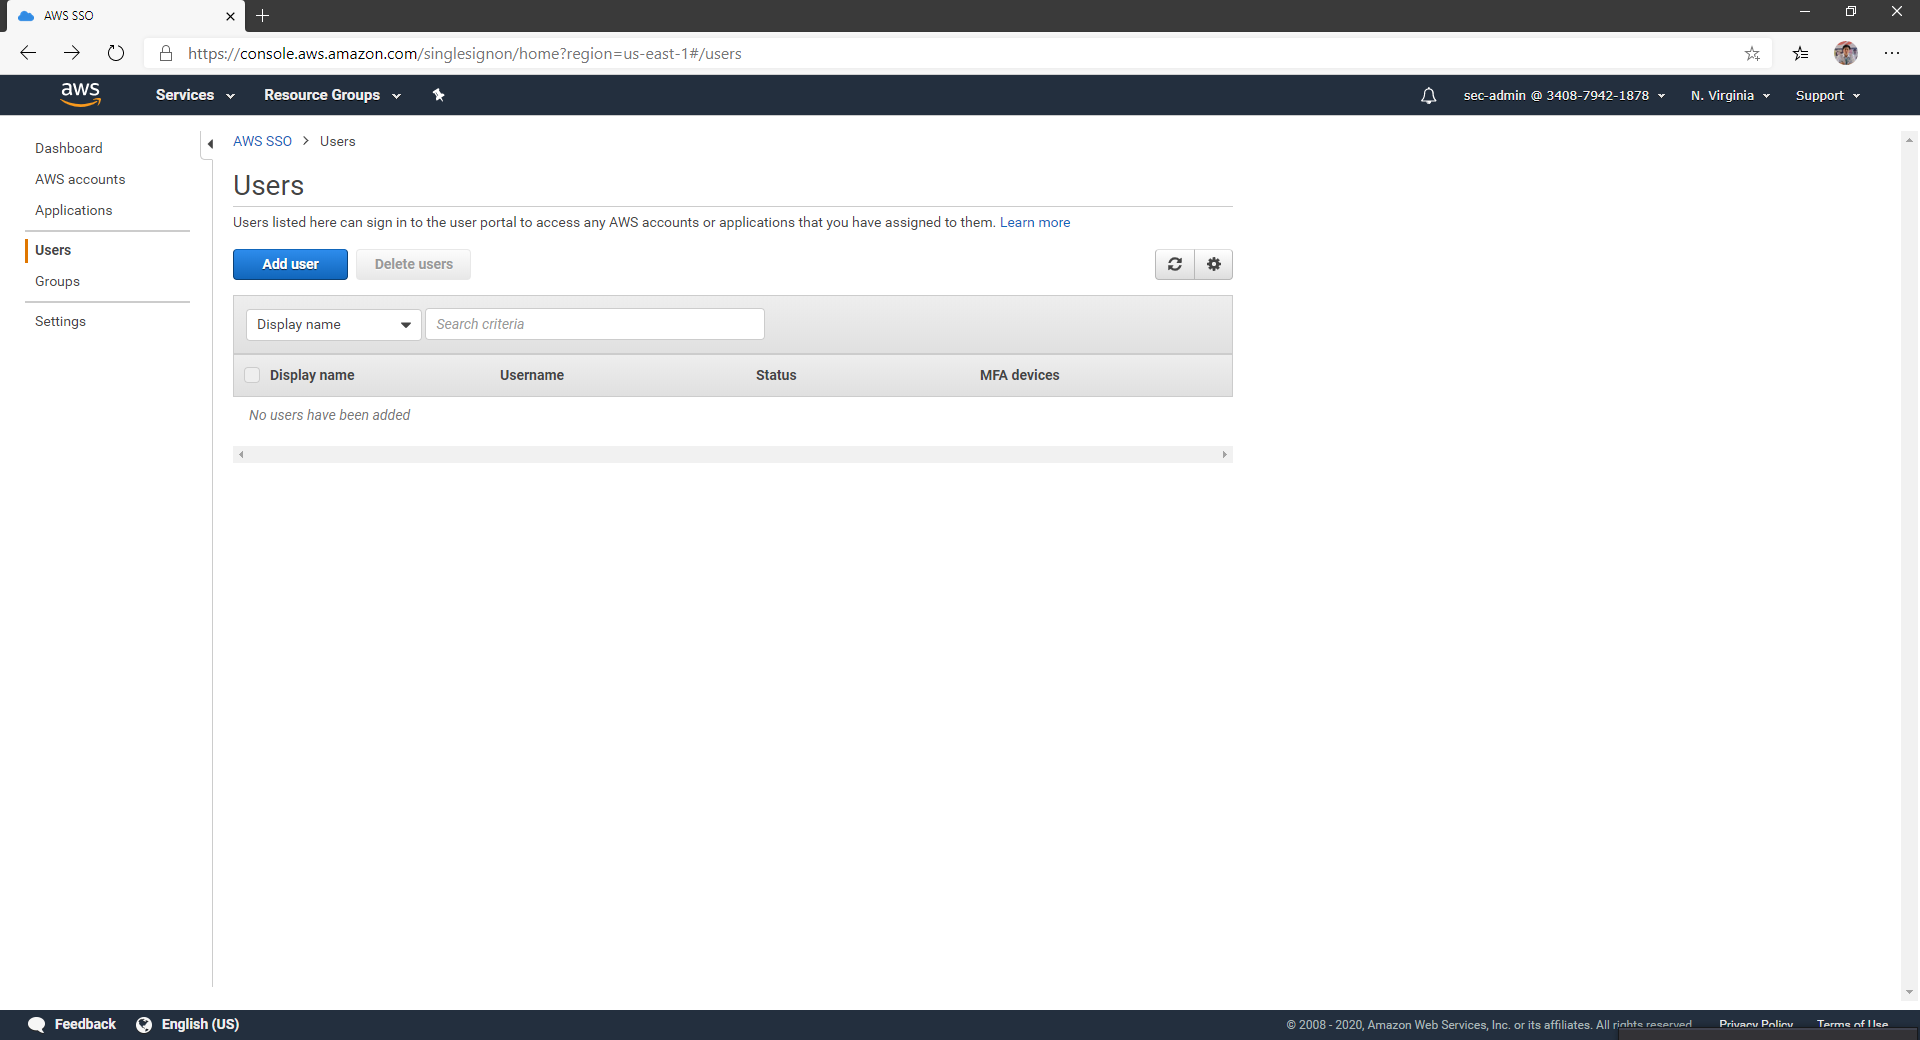 AWS SSO
https://console.aws.amazon.com/singlesignon/home?region=us-east-1#/users
aws Services Resource Groups sec-admin @ 3408-7942-1878 N. Virginia Support
Dashboard
AWS accounts
Applications
Users
Groups
Settings
AWS SSO > Users
Users
Users listed here can sign in to the user portal to access any AWS accounts or applications that you have assigned to them. Learn more
Add user Delete users
Display name Search criteria
Display name Username Status MFA devices
No users have been added
Feedback English (US) © 2008 - 2020, Amazon Web Services, Inc. or its affiliates. All rights reserved. Privacy Policy Terms of Use